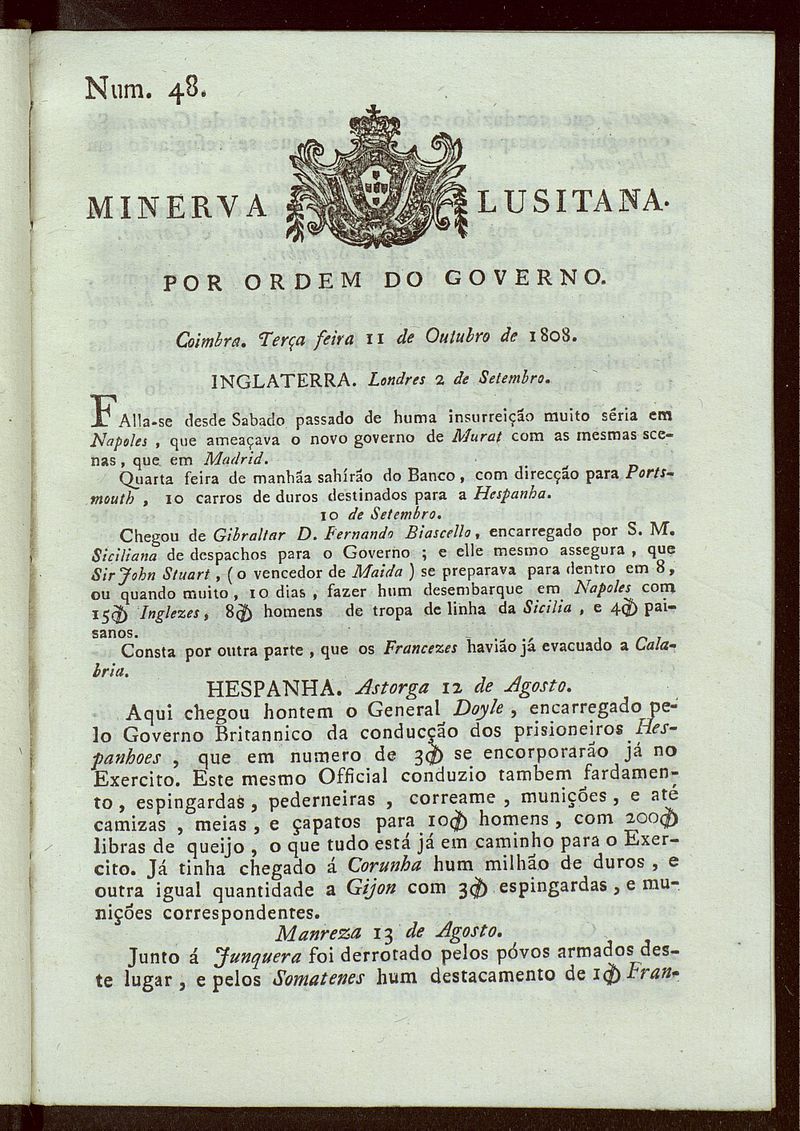 Num. 48.
MINERVA LUSITANA.
POR ORDEM DO GOVERNO.
Coimbra. Terça feira 11 de Outubro de 1808.
INGLATERRA. Londres 2 de Setembro.
FAlla-se desde Sabado passado de huma insurreição muito séria em
Napoles , que ameaçava o novo governo de Murat com as mesmas sce-
nas , que em Madrid.
Quarta feira de manhãa sahírão do Banco , com direcção para Ports-
mouth , 10 carros de duros destinados para a Hespanha.
10 de Setembro.
Chegou de Gibraltar D. Fernando Biascello, encarregado por S. M.
Siciliana de despachos para o Governo ; e elle mesmo assegura , que
Sir John Stuart , ( o vencedor de Maida ) se preparava para dentro em 8 ,
ou quando muito , 10 dias , fazer hum desembarque em Napoles com
15 Inglezes, 8 homens de tropa de linha da Sicilia , e 4 pai-
sanos.
Consta por outra parte , que os Francezes havião já evacuado a Cala-
bria.
HESPANHA. Astorga 12 de Agosto.
Aqui chegou hontem o General Doyle , encarregado pe-
lo Governo Britannico da conducção dos prisioneiros Hes-
panhoes , que em numero de 3 se encorporarão já no
Exercito. Este mesmo Official conduzio tambem fardamen-
to , espingardas , pederneiras , correame , munições , e até
camizas , meias , e çapatos para 10 homens , com 200
libras de queijo , o que tudo está já em caminho para o Exer-
cito. Já tinha chegado á Corunha hum milhão de duros , e
outra igual quantidade a Gijon com 3 espingardas , e mu-
nições correspondentes.
Manreza 13 de Agosto.
Junto á Junquera foi derrotado pelos póvos armados des-
te lugar , e pelos Somatenes hum destacamento de 1 Fran-